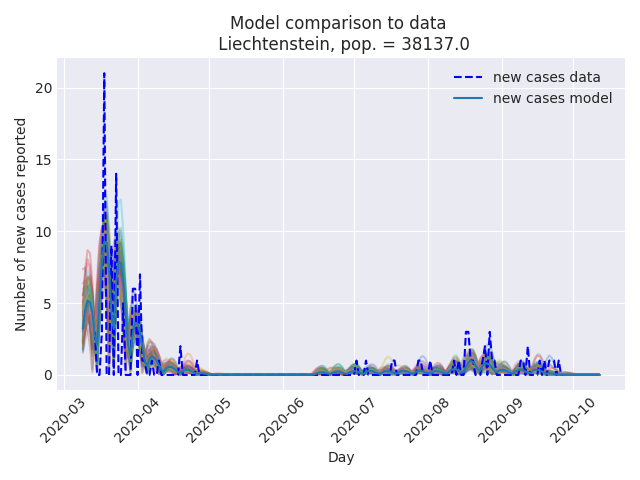 Model comparison to data
Liechtenstein, pop. = 38137.0
new cases data
new cases model
Number of new cases reported
20
15
10
5
0
2020-03
2020-04
2020-05
2020-06
2020-07
2020-08
2020-09
2020-10
Day